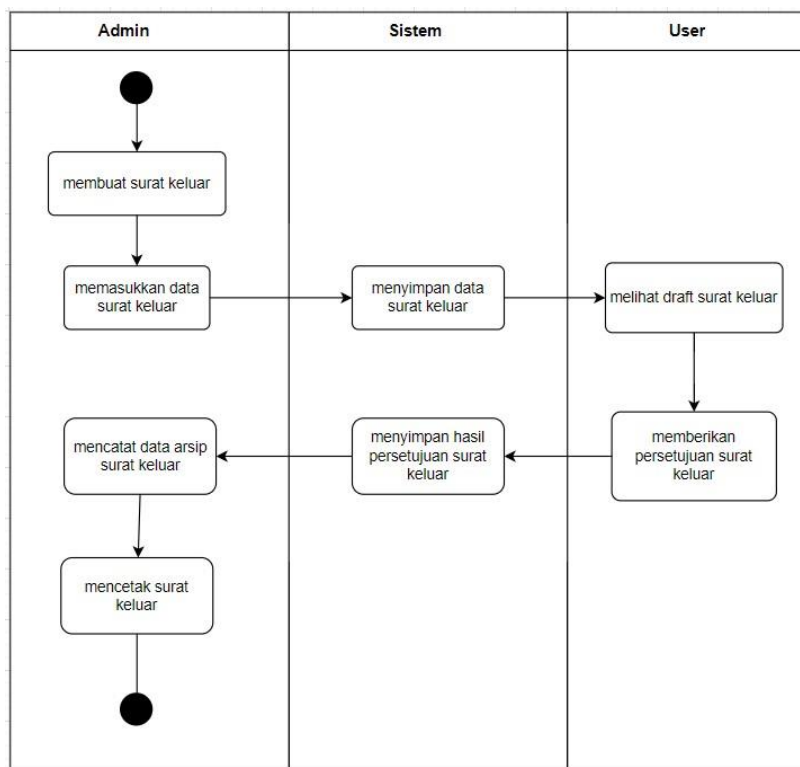 Admin
Sistem
User
membuat surat keluar
memasukkan data
surat keluar
menyimpan data
surat keluar
melihat draft surat keluar
mencatat data arsip
surat keluar
menyimpan hasil
persetujuan surat
keluar
memberikan
persetujuan surat
keluar
mencetak surat
keluar